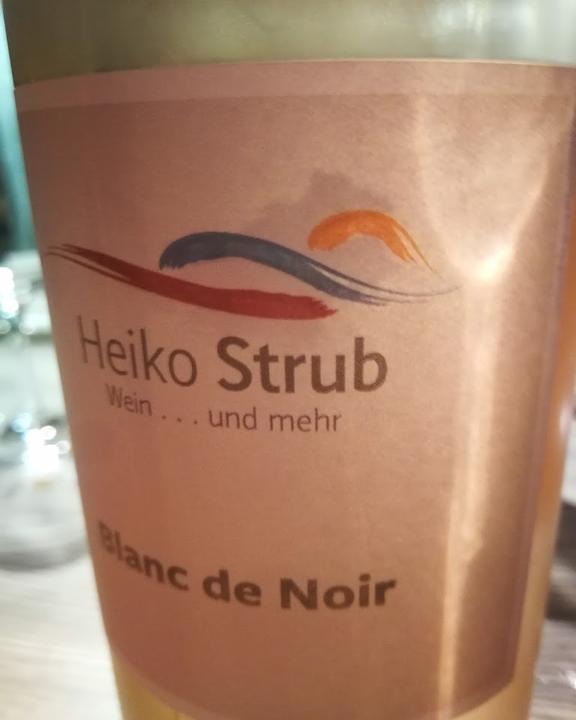 Heiko Strub
Wein . . . und mehr
Blanc de Noir